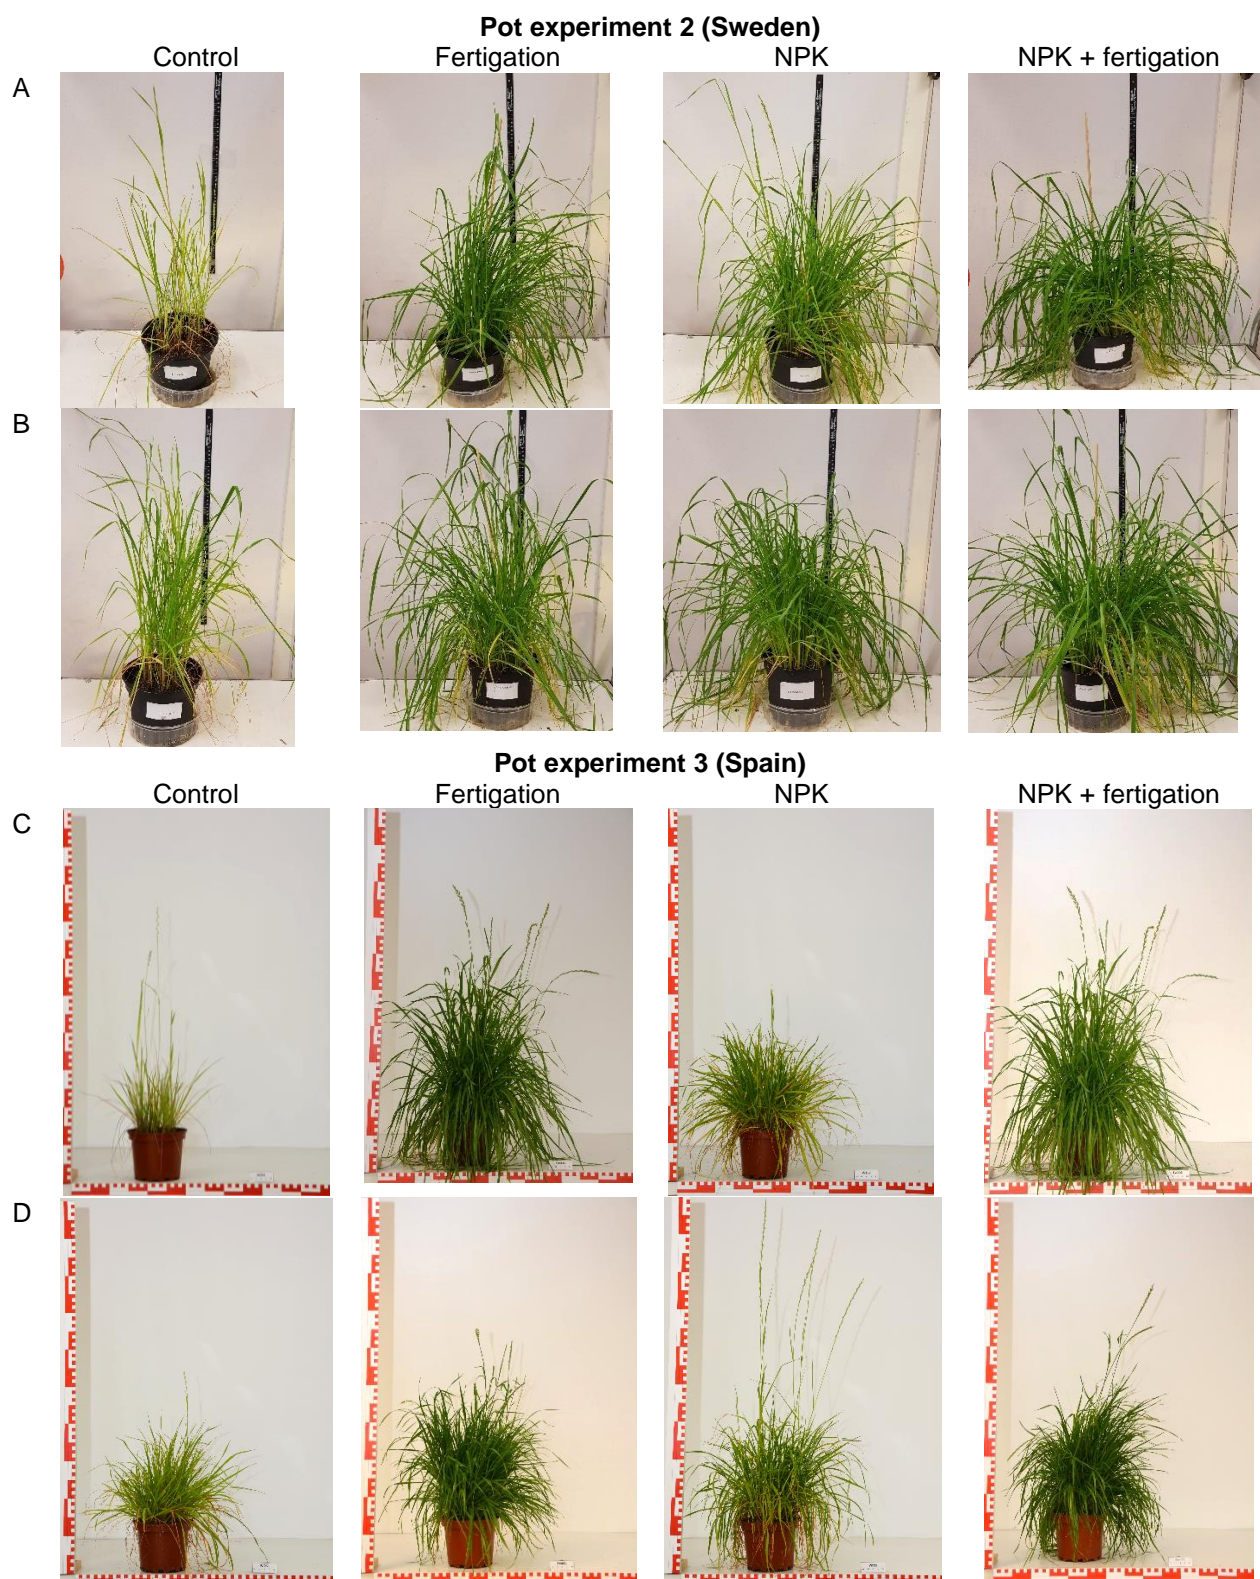 Pot experiment 2 (Sweden)
Control Fertigation NPK NPK + fertigation
A
B
Pot experiment 3 (Spain)
Control Fertigation NPK NPK + fertigation
C
D